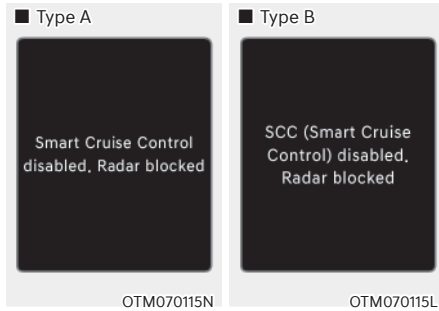 ■ Type A
Smart Cruise Control
disabled. Radar blocked
OTM070115N
■ Type B
SCC (Smart Cruise
Control) disabled.
Radar blocked
OTM070115L